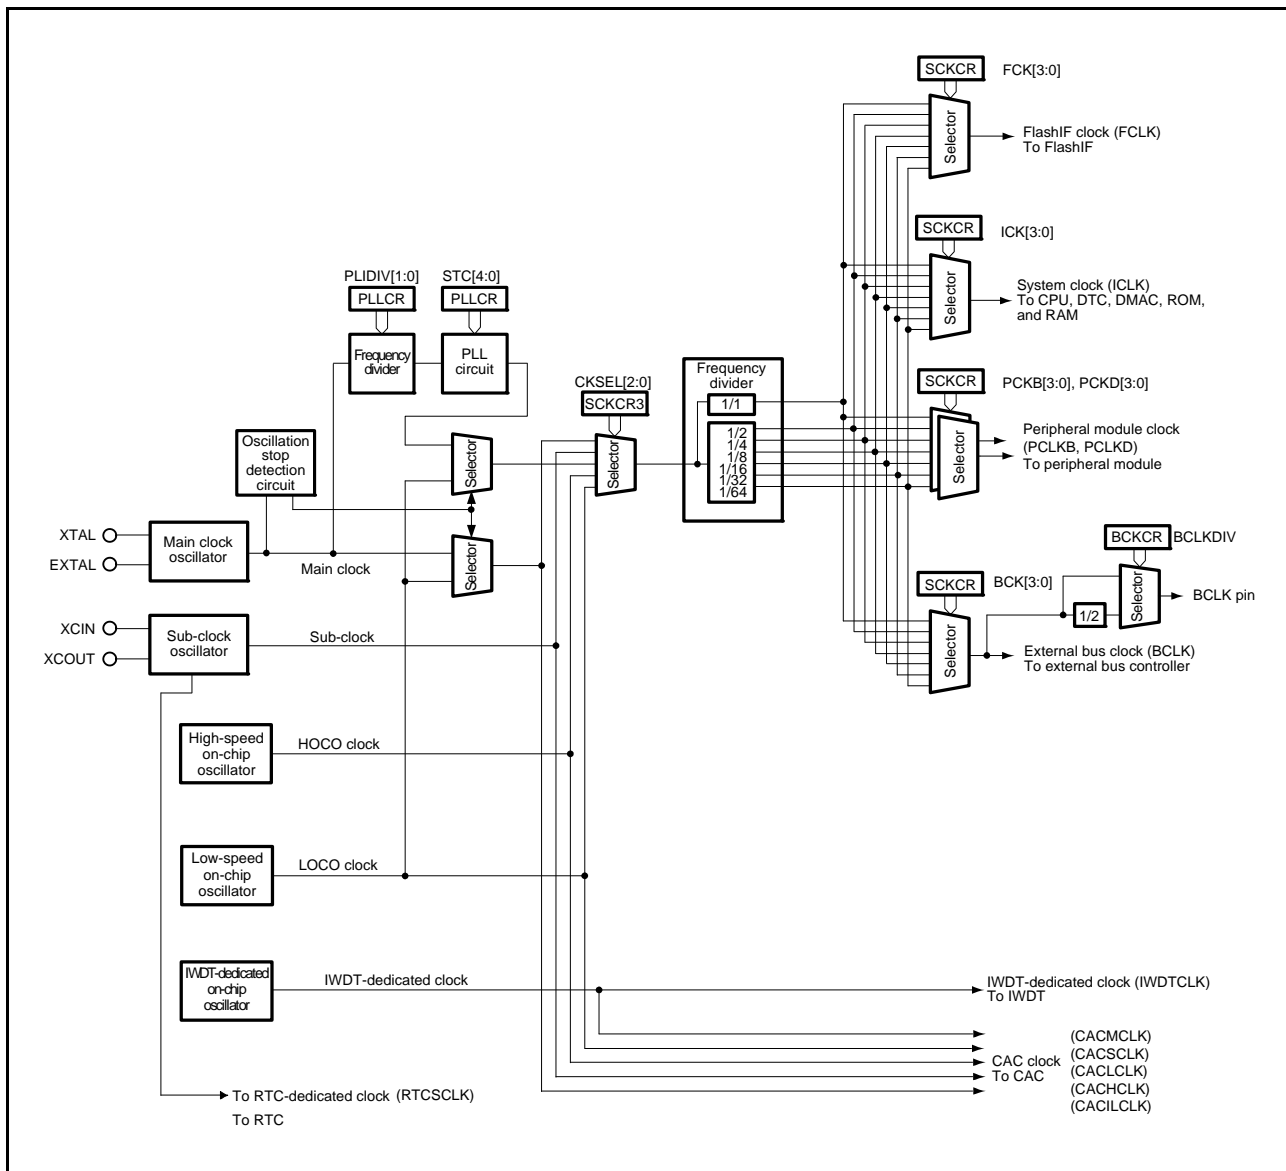 SCKCR
FCK[3:0]
Selector
FlashIF clock (FCLK)
To FlashIF
SCKCR
ICK[3:0]
Selector
System clock (ICLK)
To CPU, DTC, DMAC, ROM,
and RAM
PLIDIV[1:0]
STC[4:0]
PLLCR
PLLCR
Frequency
divider
PLL
circuit
CKSEL[2:0]
SCKCR3
Frequency
divider
1/1
1/2
1/4
1/8
1/16
1/32
1/64
SCKCR
PCKB[3:0], PCKD[3:0]
Selector
Peripheral module clock
(PCLKB, PCLKD)
To peripheral module
Oscillation
stop
detection
circuit
Selector
Selector
Selector
XTAL
EXTAL
Main clock
oscillator
Main clock
BCKCR
BCLKDIV
Selector
1/2
BCLK pin
SCKCR
BCK[3:0]
Selector
External bus clock (BCLK)
To external bus controller
XCIN
XCOUT
Sub-clock
oscillator
Sub-clock
High-speed
on-chip
oscillator
HOCO clock
Low-speed
on-chip
oscillator
LOCO clock
IWDT-dedicated
on-chip
oscillator
IWDT-dedicated clock
IWDT-dedicated clock (IWDTCLK)
To IWDT
CAC clock
To CAC
(CACMCLK)
(CACSCLK)
(CACLCLK)
(CACHCLK)
(CACILCLK)
To RTC-dedicated clock (RTCSCLK)
To RTC